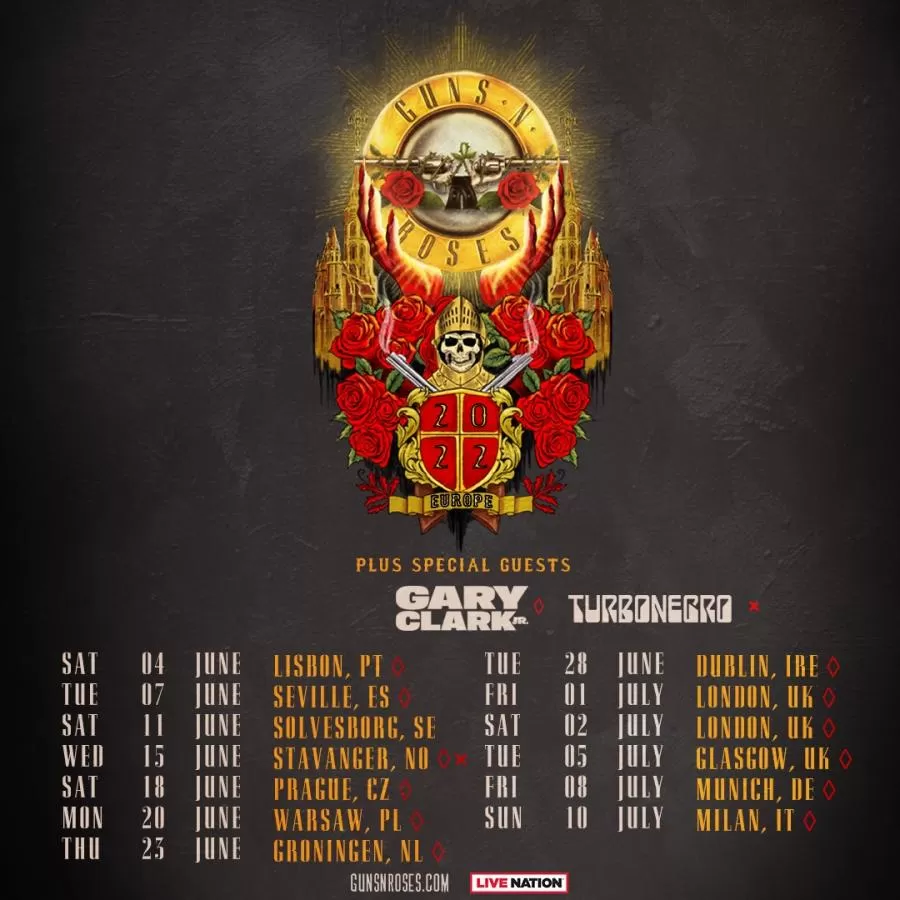 GUNS · N ·
ROSES
2 0
2 2
EUROPE
PLUS SPECIAL GUESTS
GARY CLARK JR. ◊ TURBONEGRO ×
SAT 04 JUNE LISBON, PT ◊
TUE 07 JUNE SEVILLE, ES ◊
SAT 11 JUNE SOLVESBORG, SE
WED 15 JUNE STAVANGER, NO ◊ ×
SAT 18 JUNE PRAGUE, CZ ◊
MON 20 JUNE WARSAW, PL ◊
THU 23 JUNE GRONINGEN, NL ◊
TUE 28 JUNE DUBLIN, IRE ◊
FRI 01 JULY LONDON, UK ◊
SAT 02 JULY LONDON, UK ◊
TUE 05 JULY GLASGOW, UK ◊
FRI 08 JULY MUNICH, DE ◊
SUN 10 JULY MILAN, IT ◊
GUNSNROSES.COM LIVE NATION